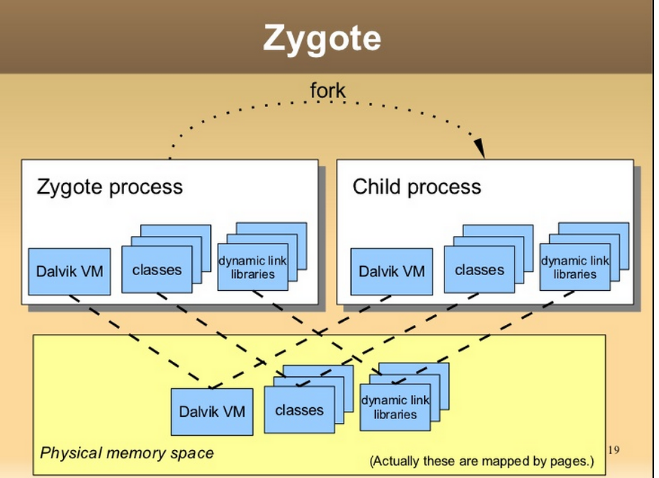 Zygote
fork
Zygote process
Child process
Dalvik VM
classes
dynamic link
libraries
Dalvik VM
classes
dynamic link
libraries
Dalvik VM
classes
dynamic link
libraries
Physical memory space
(Actually these are mapped by pages.)
19